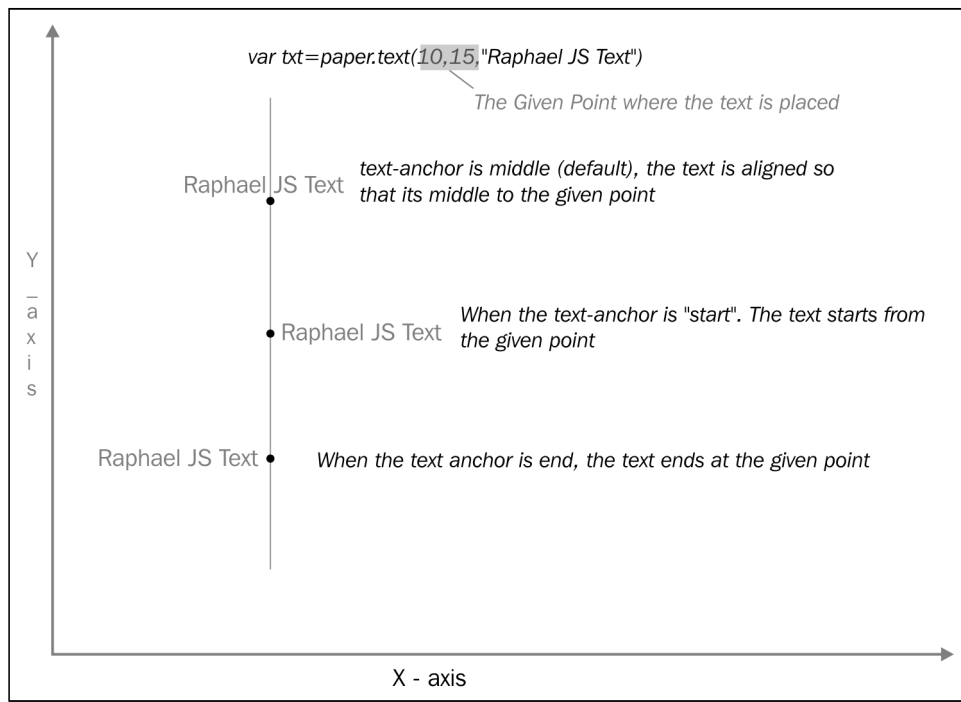 var txt=paper.text(10,15,"Raphael JS Text")
The Given Point where the text is placed
Raphael JS Text
text-anchor is middle (default), the text is aligned so
that its middle to the given point
Y_axis
Raphael JS Text
When the text-anchor is "start". The text starts from
the given point
Raphael JS Text
When the text anchor is end, the text ends at the given point
X - axis